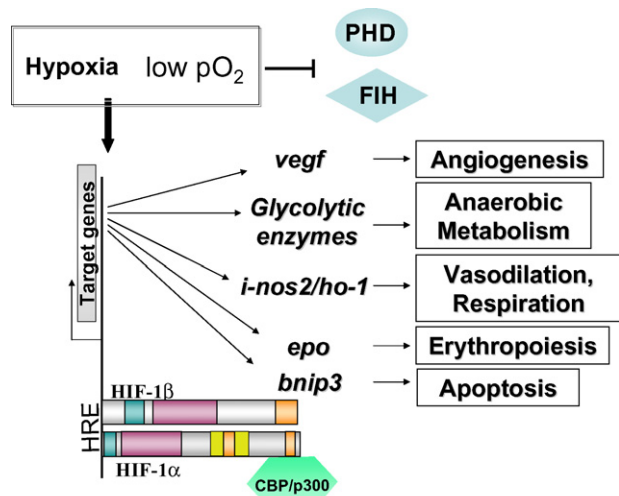 PHD
Hypoxia low pO₂
FIH
vegf
Angiogenesis
Glycolytic
enzymes
Anaerobic
Metabolism
Target genes
i-nos2/ho-1
Vasodilation,
Respiration
epo
Erythropoiesis
bnip3
Apoptosis
HIF-1β
HRE
HIF-1α
CBP/p300